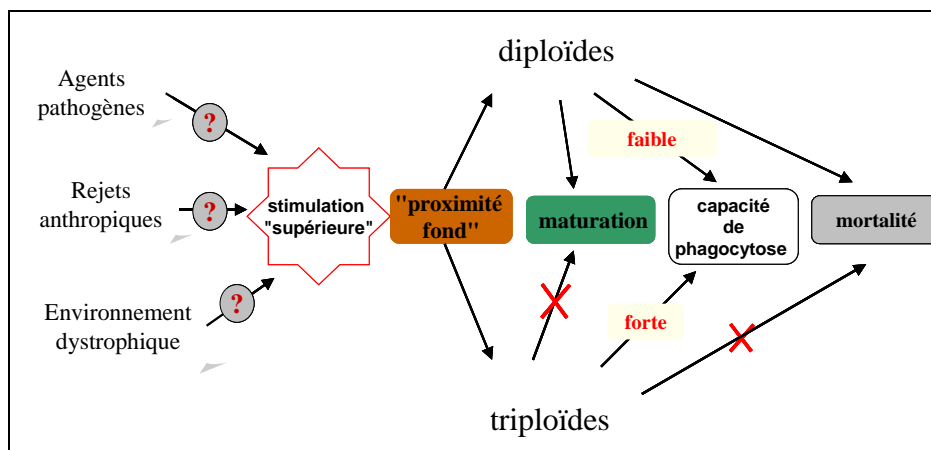 diploïdes
Agents
pathogènes
?
faible
Rejets
anthropiques
?
stimulation
"supérieure"
"proximité
fond"
maturation
capacité
de
phagocytose
mortalité
Environnement
dystrophique
?
forte
triploïdes